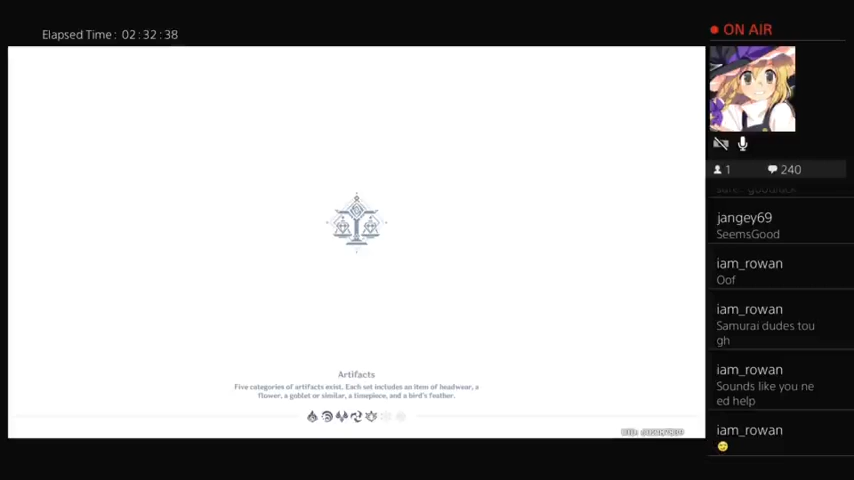 Elapsed Time: 02:32:38
ON AIR
1
240
jangey69
SeemsGood
iam_rowan
Oof
iam_rowan
Samurai dudes tou
gh
iam_rowan
Sounds like you ne
ed help
iam_rowan
Artifacts
Five categories of artifacts exist. Each set includes an item of headwear, a
flower, a goblet or similar, a timepiece, and a bird's feather.